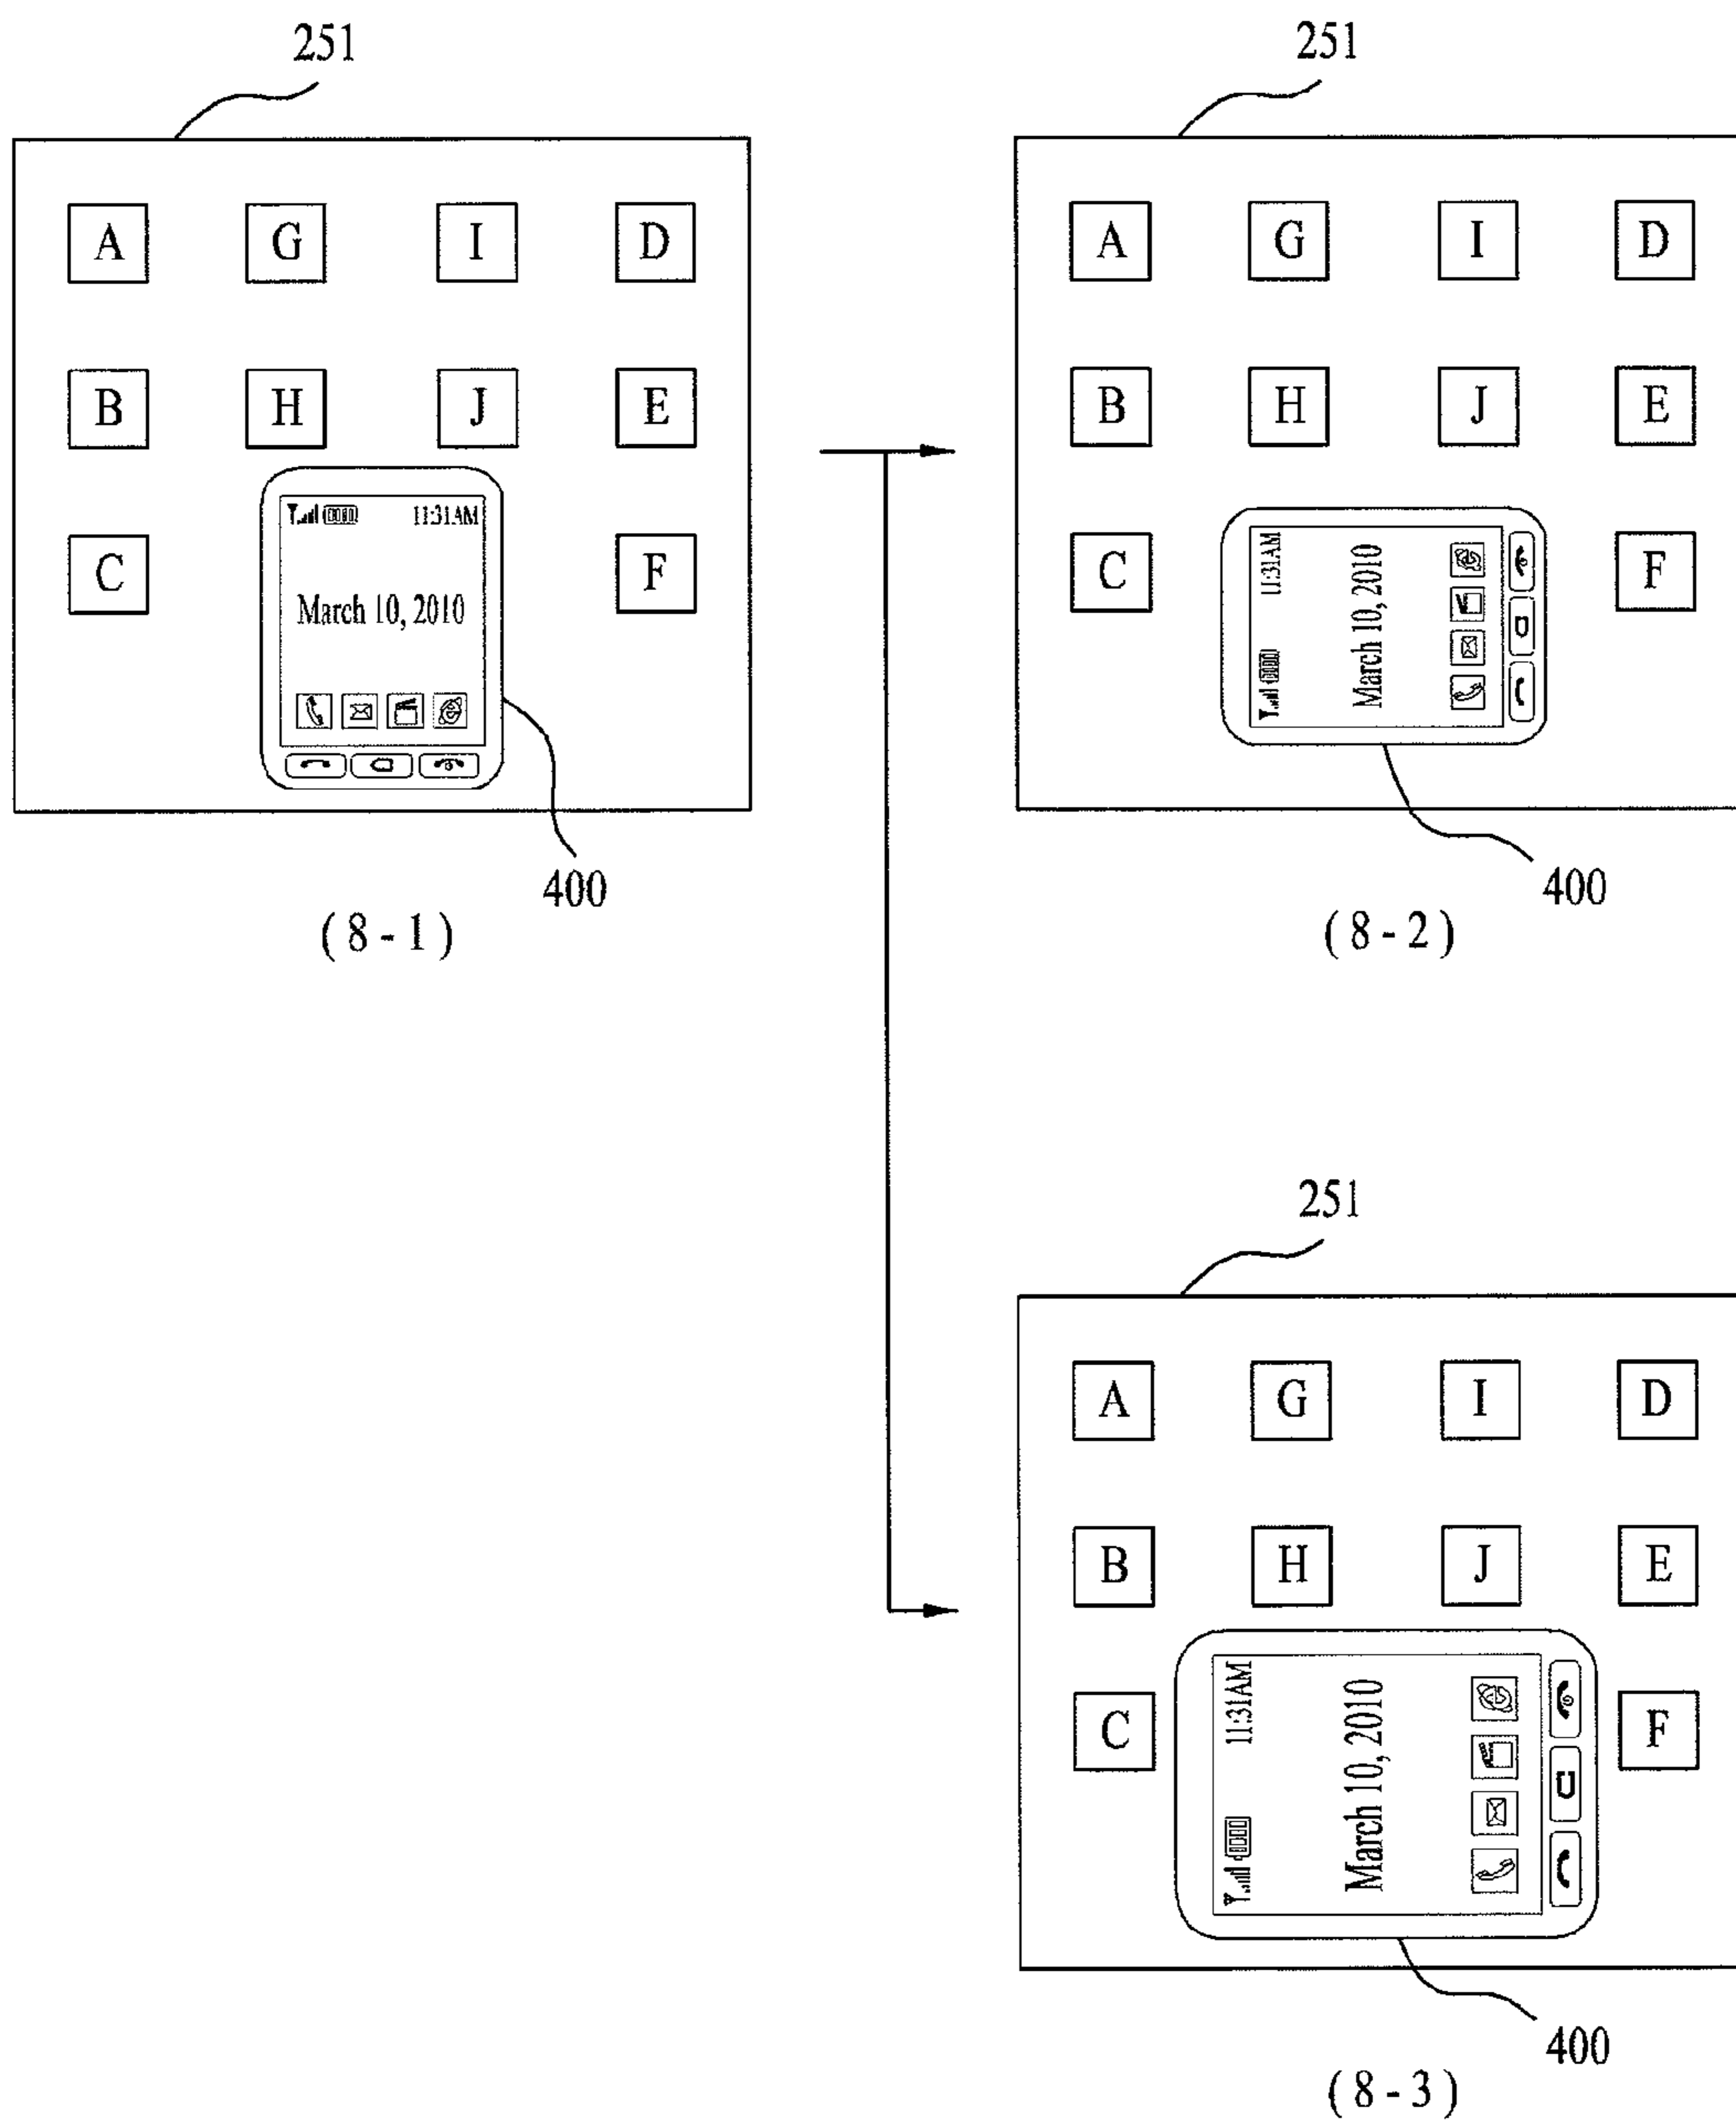 251
A G I D
B H J E
C F
11:31AM
March 10, 2010
400
(8-1)
251
A G I D
B H J E
C F
11:31AM
March 10, 2010
400
(8-2)
251
A G I D
B H J E
C F
11:31AM
March 10, 2010
400
(8-3)